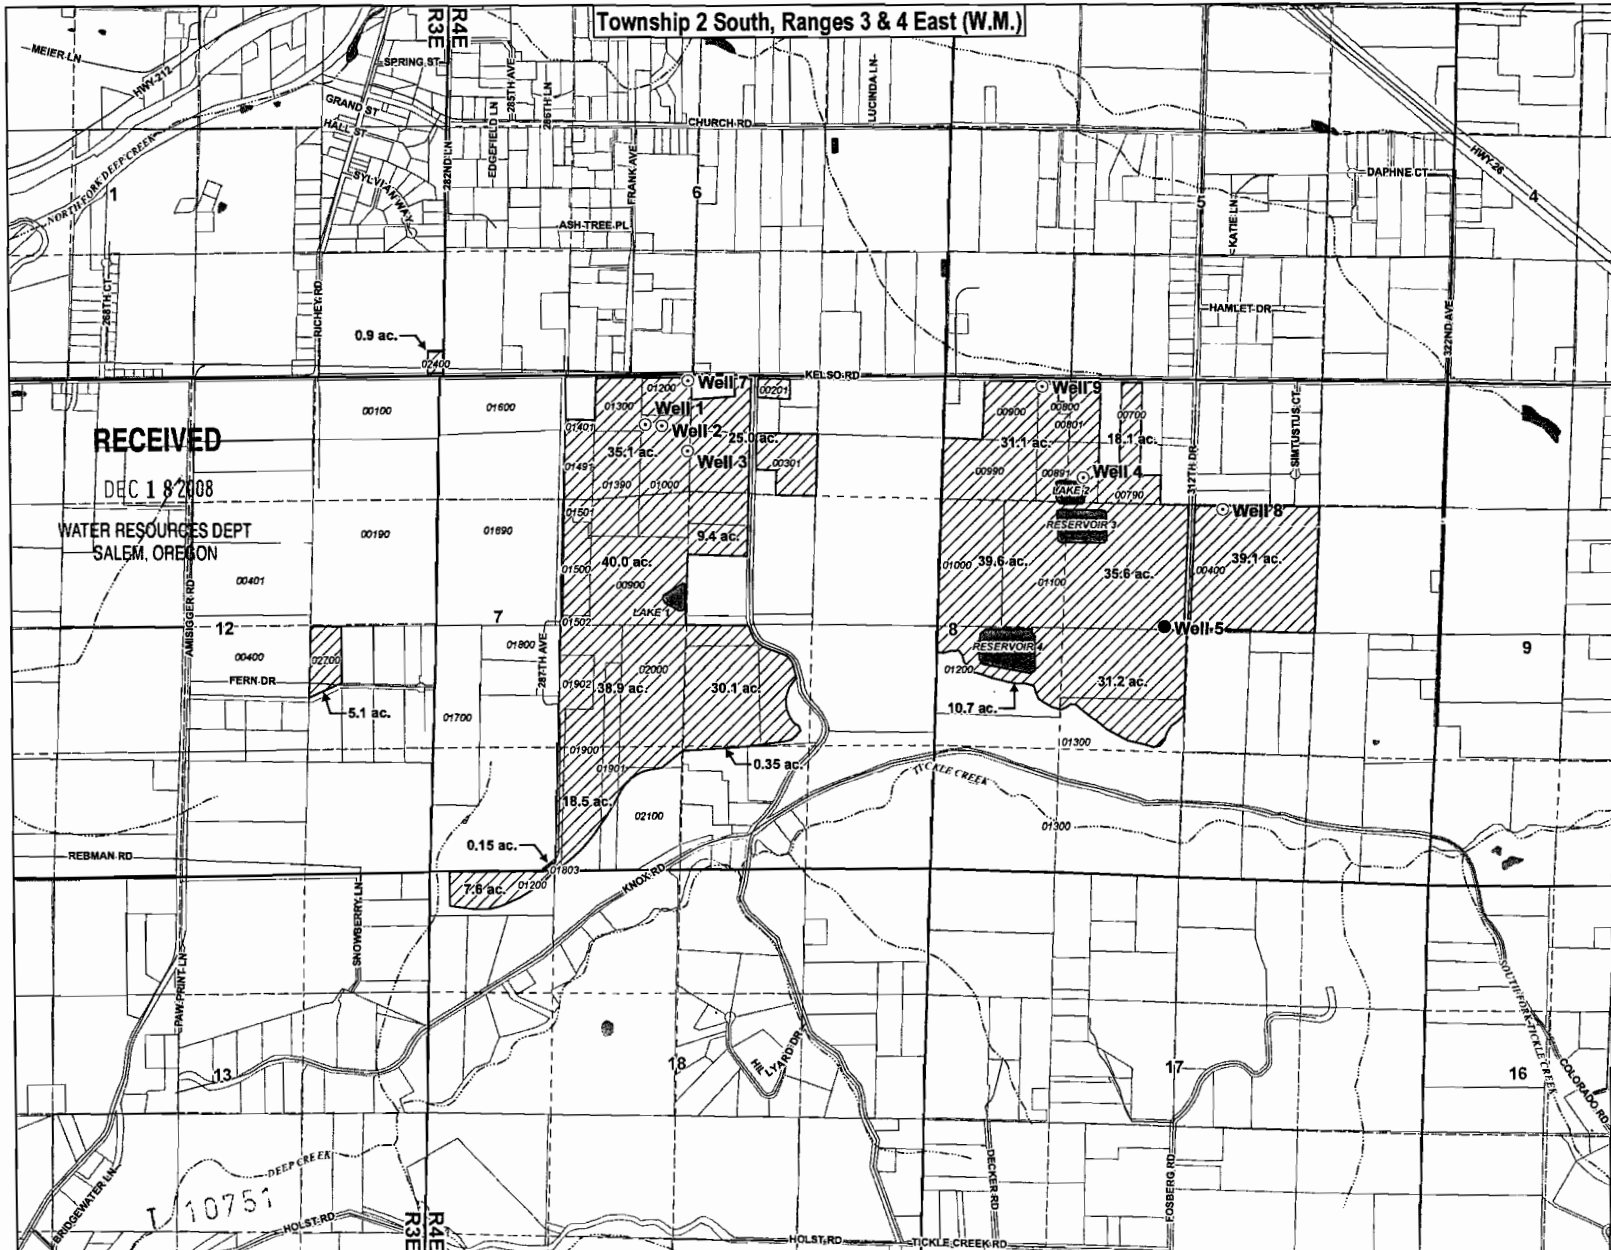 Township 2 South, Ranges 3 & 4 East (W.M.)
R3E
R4E
MEIER LN
HWY-212
SPRING ST
GRAND ST
HALL ST
285TH AVE
286TH LN
EDGEFIELD LN
LUCINDA LN
CHURCH RD
NORTH FORK DEEP CREEK
282ND LN
SYLVIAN WAY
FRANK AVE
HWY-26
DAPHNE CT
1
6
5
4
ASH TREE PL
KATIE LN
268TH CT
RICHEY RD
HAMLET DR
322ND AVE
0.9 ac.
02400
KELSO RD
01200
Well 7
00201
Well 9
00100
01600
01300
Well 1
00900
00800
00801
00700
SIMTUSTUS CT
RECEIVED
01401
Well 2
25.0 ac.
31.1 ac.
18.1 ac.
35.1 ac.
Well 3
00301
01491
01390
01000
00990
00891
Well 4
312TH DR
DEC 18 2008
LAKE 2
00790
01501
RESERVOIR 3
Well 8
WATER RESOURCES DEPT
SALEM, OREGON
00190
01690
9.4 ac.
40.0 ac.
01500
01000
39.6 ac.
01100
35.6 ac.
00400
39.1 ac.
00401
00900
LAKE 1
AMISIGGER RD
7
12
01502
8
Well 5
9
00400
02700
01800
287TH AVE
02000
RESERVOIR 4
01200
FERN DR
01902
38.9 ac.
30.1 ac.
31.2 ac.
5.1 ac.
01700
10.7 ac.
01900
01300
01901
0.35 ac.
TICKLE CREEK
18.5 ac.
02100
01300
0.15 ac.
REBMAN RD
01803
KNOX RD
7.6 ac.
01200
SNOWBERRY LN
PAW PRINT LN
SOUTH FORK TICKLE CREEK
HILLYARD DR
13
18
17
16
COLORADO RD
DEEP CREEK
BRIDGEWATER LN
T 10751
DECKER RD
FOSBERG RD
R3E
R4E
HOLST RD
HOLST RD
TICKLE CREEK RD